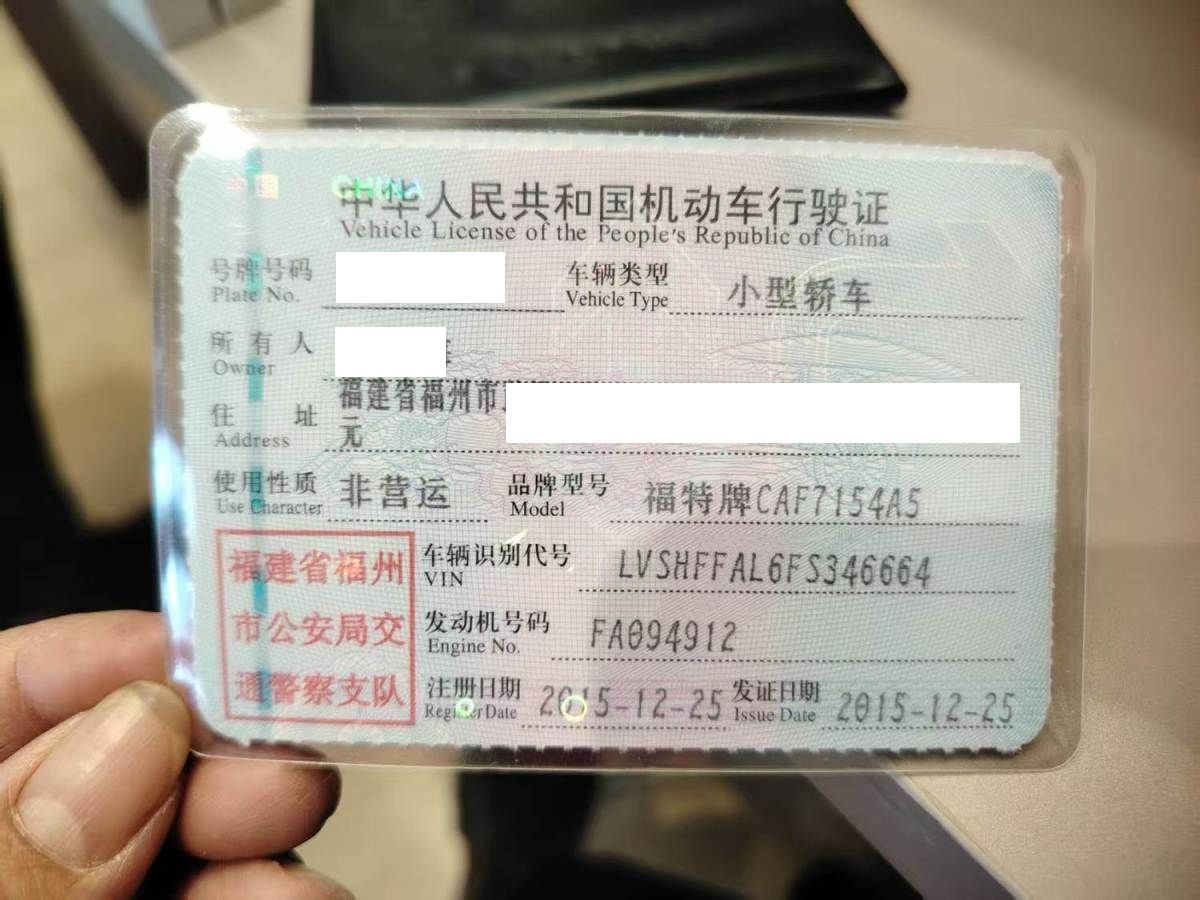 中国 CHINA
中华人民共和国机动车行驶证
Vehicle License of the People's Republic of China
号牌号码 车辆类型 小型轿车
Plate No. Vehicle Type
所有人
Owner
住址 福建省福州市
Address 元
使用性质 非营运 品牌型号 福特牌CAF7154A5
Use Character Model
福建省福州
市公安局交
通警察支队
车辆识别代号 LVSHFFAL6FS346664
VIN
发动机号码 FA094912
Engine No.
注册日期 2015-12-25 发证日期 2015-12-25
Register Date Issue Date